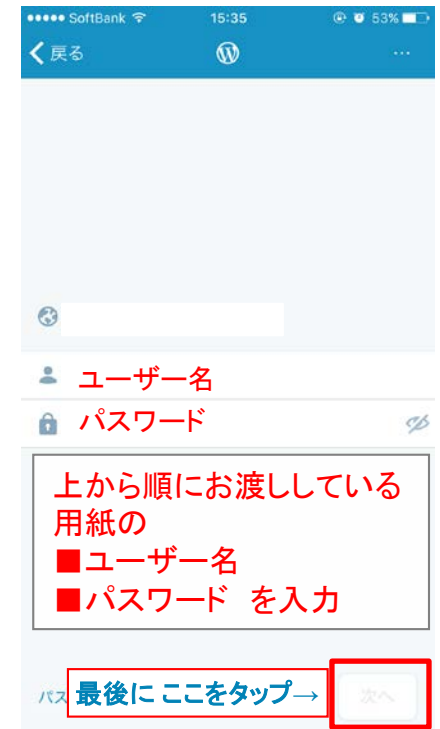 SoftBank 15:35 53%
戻る ...
ユーザー名
パスワード
上から順にお渡ししている
用紙の
■ユーザー名
■パスワード を入力
パス 最後に ここをタップ→ 次へ